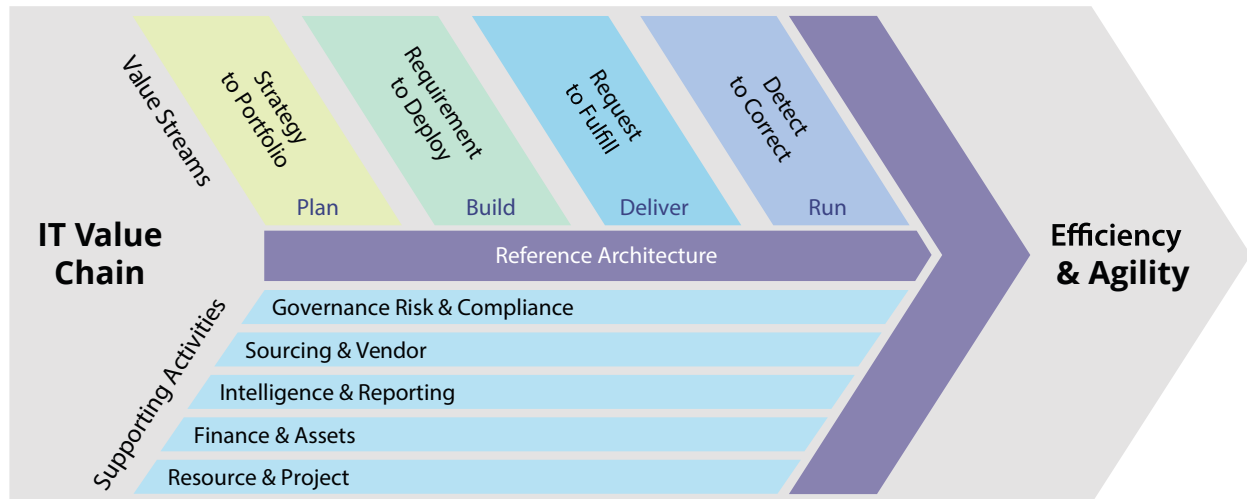 Value Streams
Strategy
to Portfolio
Requirement
to Deploy
Request
to Fulfill
Detect
to Correct
Plan
Build
Deliver
Run
IT Value
Chain
Reference Architecture
Efficiency
& Agility
Supporting Activities
Governance Risk & Compliance
Sourcing & Vendor
Intelligence & Reporting
Finance & Assets
Resource & Project